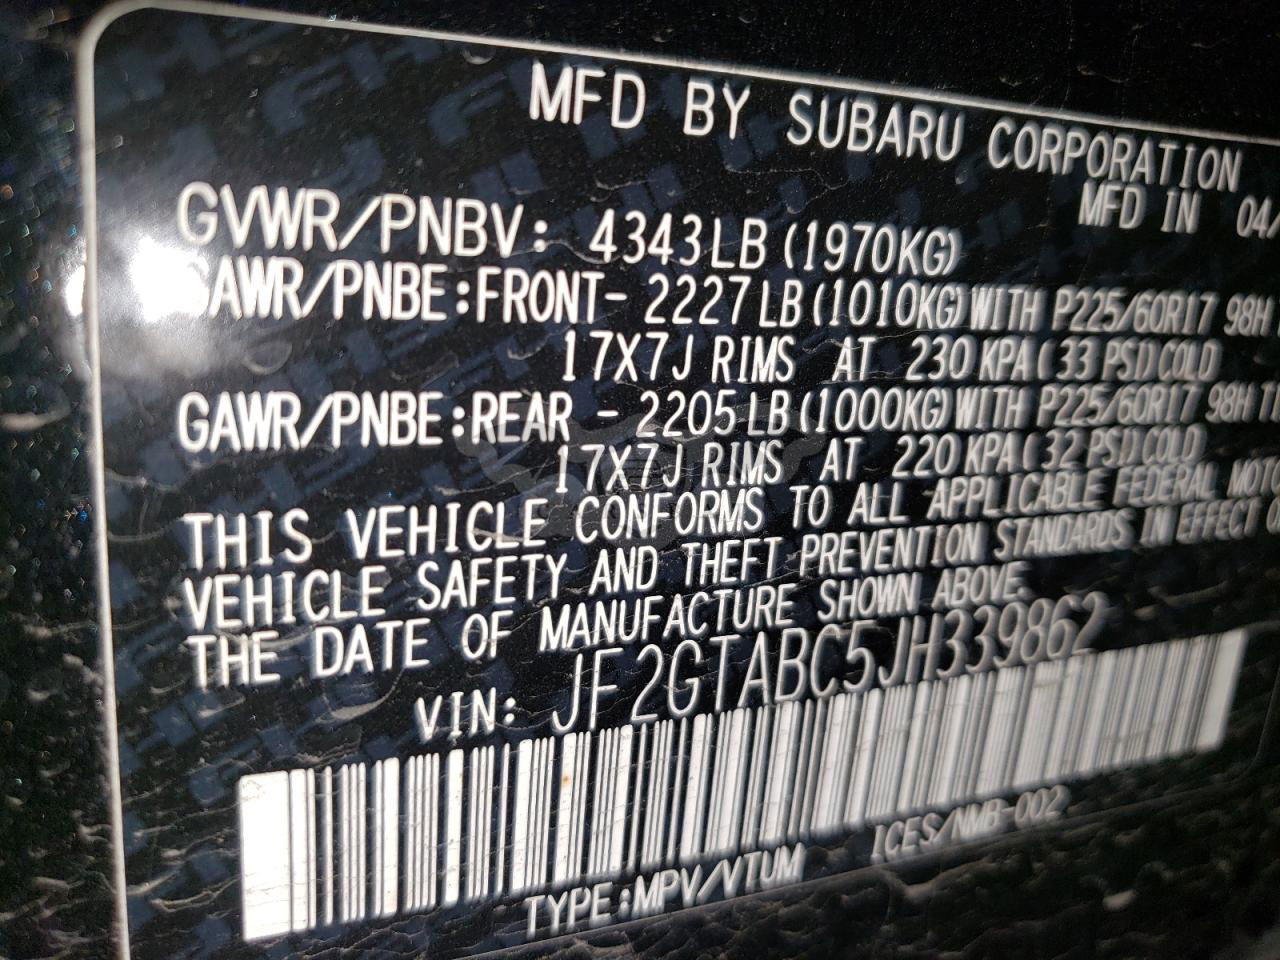 MFD BY SUBARU CORPORATION
MFD IN 04/
GVWR/PNBV: 4343LB (1970KG)
GAWR/PNBE:FRONT- 2227LB(1010KG)WITH P225/60R17 98H
17X7J RIMS AT 230 KPA(33 PSI)COLD
GAWR/PNBE:REAR - 2205LB(1000KG)WITH P225/60R17 98H
17X7J RIMS AT 220 KPA(32 PSI)COLD
THIS VEHICLE CONFORMS TO ALL APPLICABLE FEDERAL MOTO
VEHICLE SAFETY AND THEFT PREVENTION STANDARDS IN EFFECT O
THE DATE OF MANUFACTURE SHOWN ABOVE.
VIN: JF2GTABC5JH339862
TYPE:MPV/VTUM ICES/NMB-002